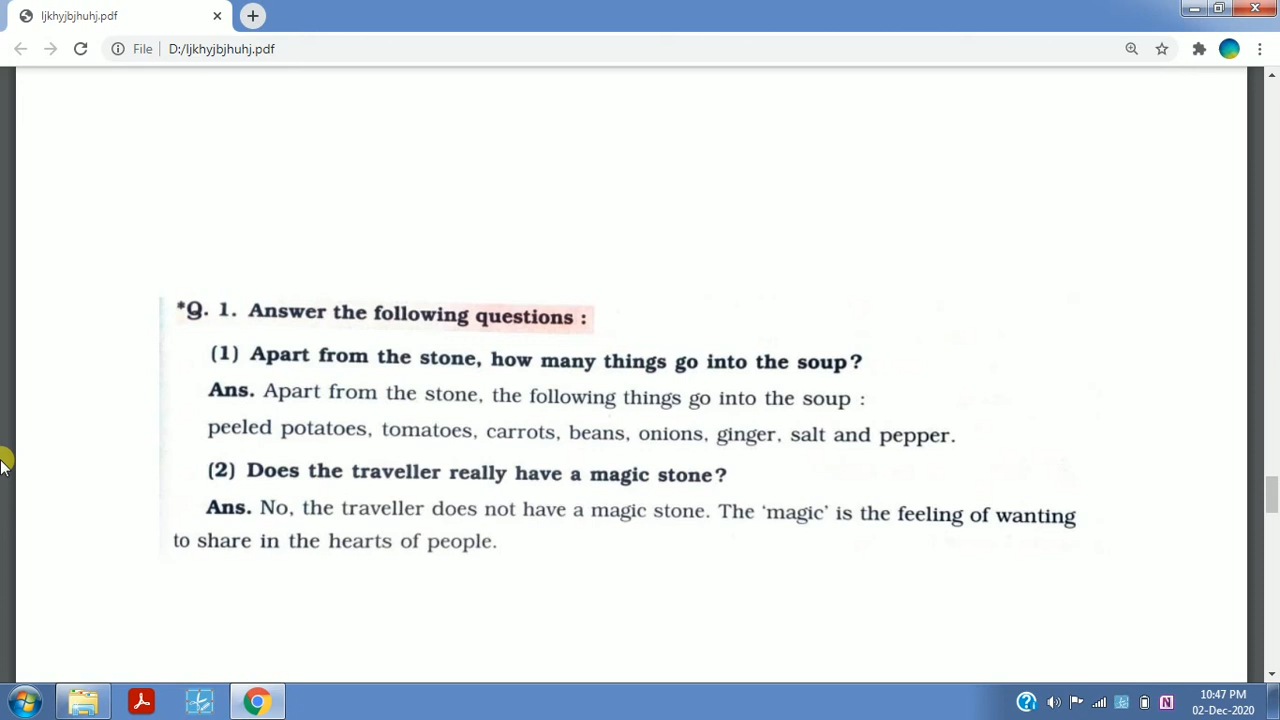 ljkhyjbjhuhj.pdf
File
D:/ljkhyjbjhuhj.pdf
*Q. 1. Answer the following questions :
(1) Apart from the stone, how many things go into the soup?
Ans. Apart from the stone, the following things go into the soup :
peeled potatoes, tomatoes, carrots, beans, onions, ginger, salt and pepper.
(2) Does the traveller really have a magic stone?
Ans. No, the traveller does not have a magic stone. The ‘magic’ is the feeling of wanting
to share in the hearts of people.
10:47 PM
02-Dec-2020